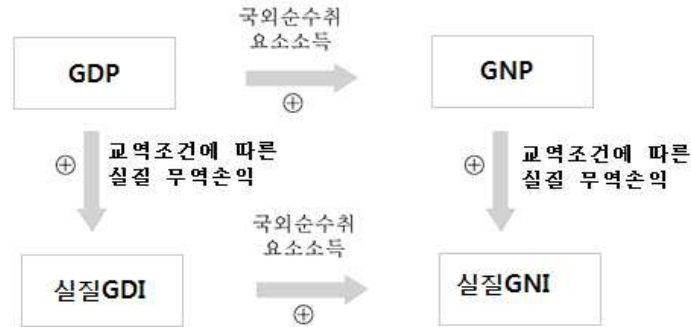 국외순수취
요소소득
GDP
⊕
GNP
⊕ 교역조건에 따른
실질 무역손익
⊕ 교역조건에 따른
실질 무역손익
국외순수취
요소소득
실질GDI
⊕
실질GNI